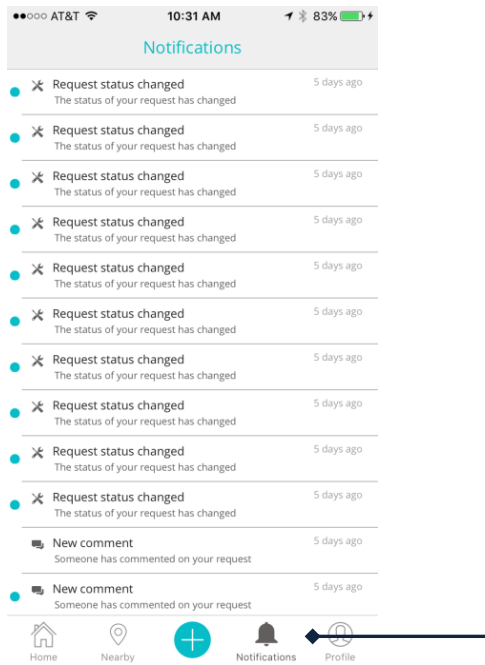 AT&T 10:31 AM 83%
Notifications
Request status changed 5 days ago
The status of your request has changed
Request status changed 5 days ago
The status of your request has changed
Request status changed 5 days ago
The status of your request has changed
Request status changed 5 days ago
The status of your request has changed
Request status changed 5 days ago
The status of your request has changed
Request status changed 5 days ago
The status of your request has changed
Request status changed 5 days ago
The status of your request has changed
Request status changed 5 days ago
The status of your request has changed
Request status changed 5 days ago
The status of your request has changed
Request status changed 5 days ago
The status of your request has changed
New comment 5 days ago
Someone has commented on your request
New comment 5 days ago
Someone has commented on your request
Home Nearby Notifications Profile